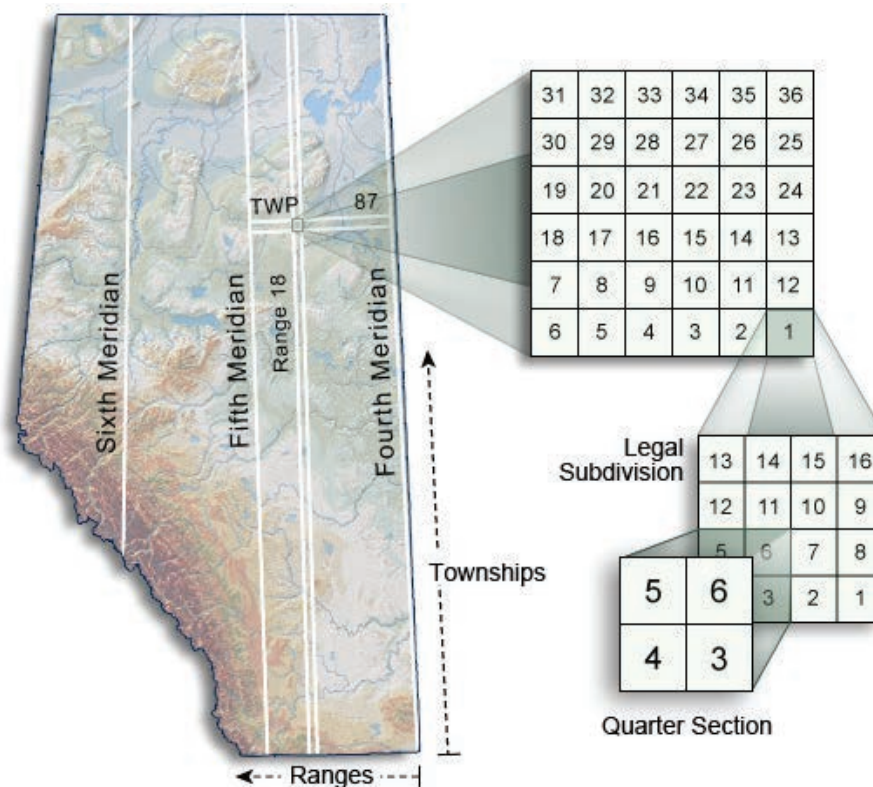 TWP 87
Range 18
Sixth Meridian
Fifth Meridian
Fourth Meridian
Townships
Ranges
31 32 33 34 35 36
30 29 28 27 26 25
19 20 21 22 23 24
18 17 16 15 14 13
7 8 9 10 11 12
6 5 4 3 2 1
Legal
Subdivision
13 14 15 16
12 11 10 9
5 6 7 8
3 2 1
5 6
4 3
Quarter Section